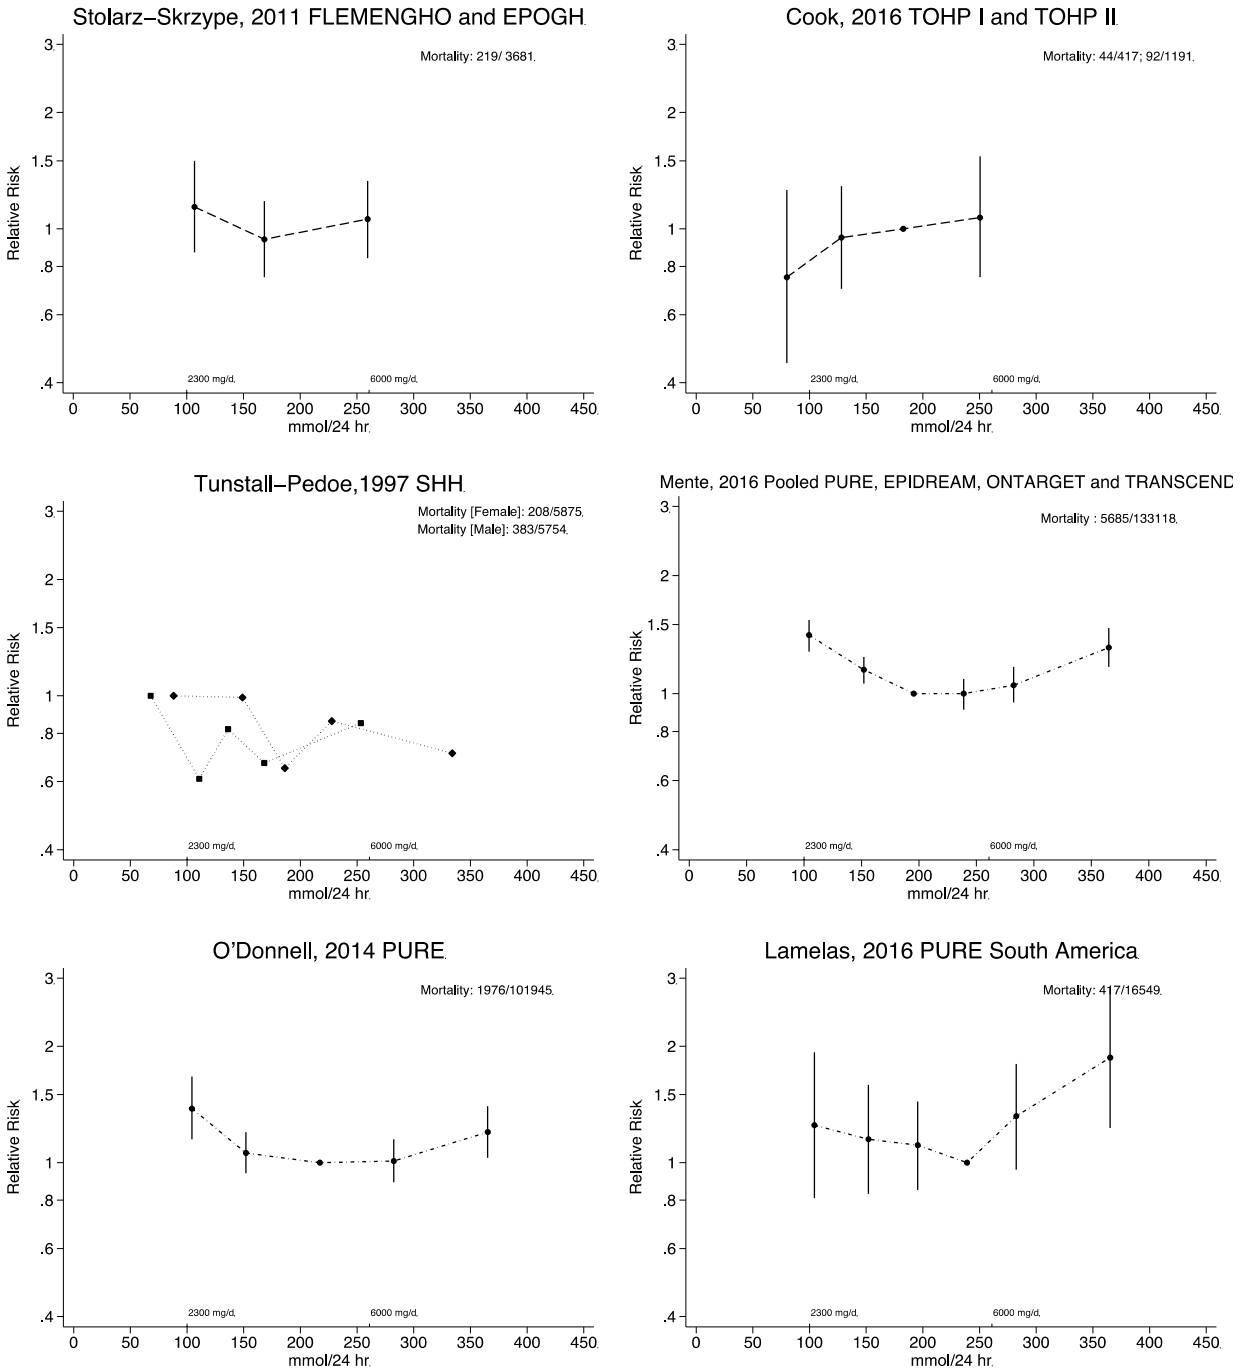 Stolarz−Skrzype, 2011 FLEMENGHO and EPOGH
Mortality: 219/ 3681
3
2
1.5
1
.8
.6
.4
Relative Risk
2300 mg/d
6000 mg/d
0 50 100 150 200 250 300 350 400 450
mmol/24 hr
Cook, 2016 TOHP I and TOHP II
Mortality: 44/417; 92/1191
3
2
1.5
1
.8
.6
.4
Relative Risk
2300 mg/d
6000 mg/d
0 50 100 150 200 250 300 350 400 450
mmol/24 hr
Tunstall−Pedoe,1997 SHH
Mortality [Female]: 208/5875
Mortality [Male]: 383/5754
3
2
1.5
1
.8
.6
.4
Relative Risk
2300 mg/d
6000 mg/d
0 50 100 150 200 250 300 350 400 450
mmol/24 hr
Mente, 2016 Pooled PURE, EPIDREAM, ONTARGET and TRANSCEND
Mortality : 5685/133118
3
2
1.5
1
.8
.6
.4
Relative Risk
2300 mg/d
6000 mg/d
0 50 100 150 200 250 300 350 400 450
mmol/24 hr
O'Donnell, 2014 PURE
Mortality: 1976/101945
3
2
1.5
1
.8
.6
.4
Relative Risk
2300 mg/d
6000 mg/d
0 50 100 150 200 250 300 350 400 450
mmol/24 hr
Lamelas, 2016 PURE South America
Mortality: 417/16549
3
2
1.5
1
.8
.6
.4
Relative Risk
2300 mg/d
6000 mg/d
0 50 100 150 200 250 300 350 400 450
mmol/24 hr